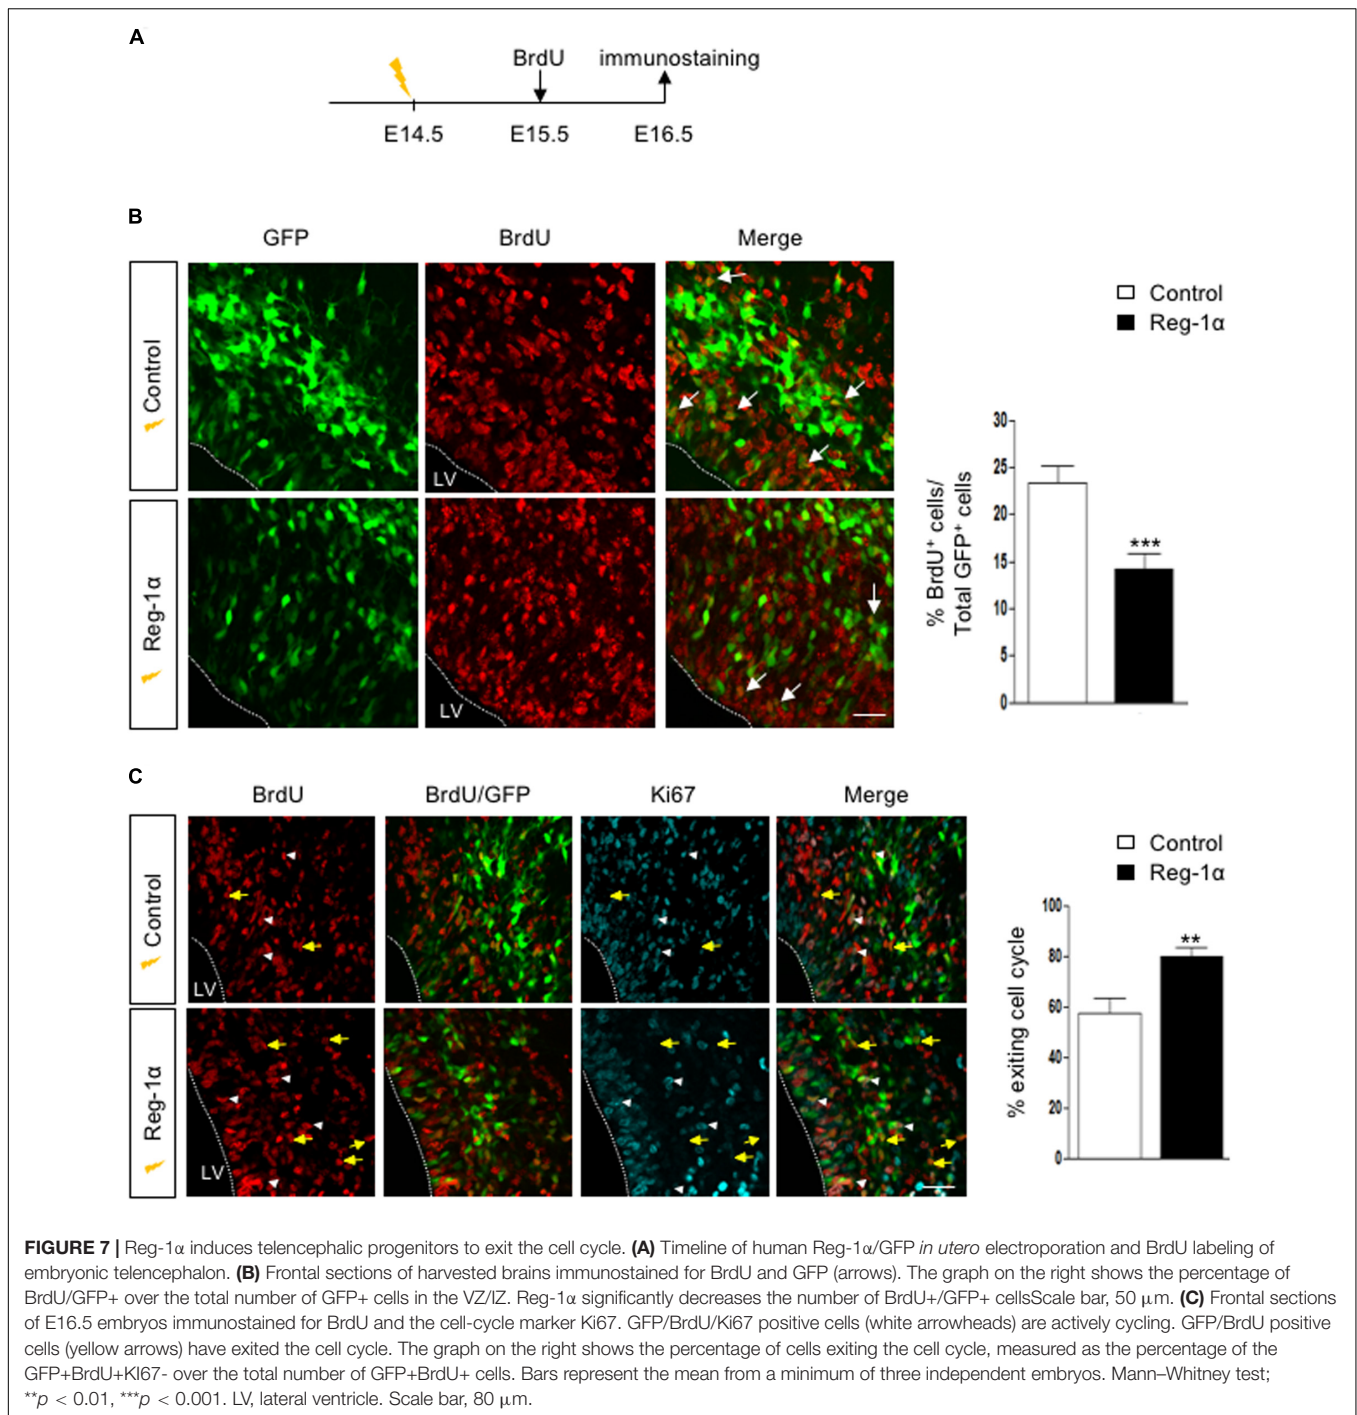 A
BrdU immunostaining
E14.5 E15.5 E16.5
B
GFP BrdU Merge
Control
LV
Reg-1α
LV
Control
Reg-1α
% BrdU⁺ cells/
Total GFP⁺ cells
30
25
20
15
10
5
0
***
C
BrdU BrdU/GFP Ki67 Merge
Control
LV
Reg-1α
LV
Control
Reg-1α
% exiting cell cycle
100
80
60
40
20
0
**
FIGURE 7 | Reg-1α induces telencephalic progenitors to exit the cell cycle. (A) Timeline of human Reg-1α/GFP in utero electroporation and BrdU labeling of
embryonic telencephalon. (B) Frontal sections of harvested brains immunostained for BrdU and GFP (arrows). The graph on the right shows the percentage of
BrdU/GFP+ over the total number of GFP+ cells in the VZ/IZ. Reg-1α significantly decreases the number of BrdU+/GFP+ cellsScale bar, 50 μm. (C) Frontal sections
of E16.5 embryos immunostained for BrdU and the cell-cycle marker Ki67. GFP/BrdU/Ki67 positive cells (white arrowheads) are actively cycling. GFP/BrdU positive
cells (yellow arrows) have exited the cell cycle. The graph on the right shows the percentage of cells exiting the cell cycle, measured as the percentage of the
GFP+BrdU+KI67- over the total number of GFP+BrdU+ cells. Bars represent the mean from a minimum of three independent embryos. Mann–Whitney test;
**p < 0.01, ***p < 0.001. LV, lateral ventricle. Scale bar, 80 μm.